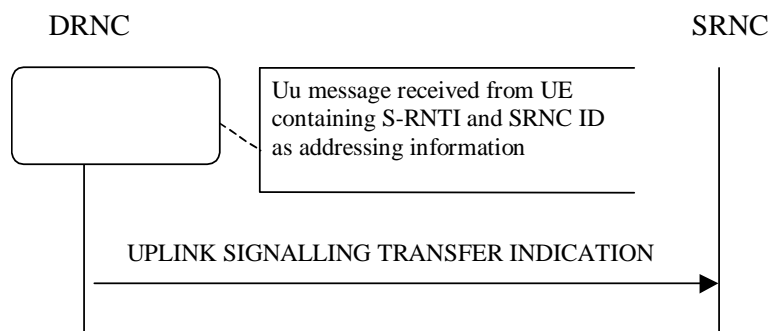 DRNC
SRNC
Uu message received from UE
containing S-RNTI and SRNC ID
as addressing information
UPLINK SIGNALLING TRANSFER INDICATION